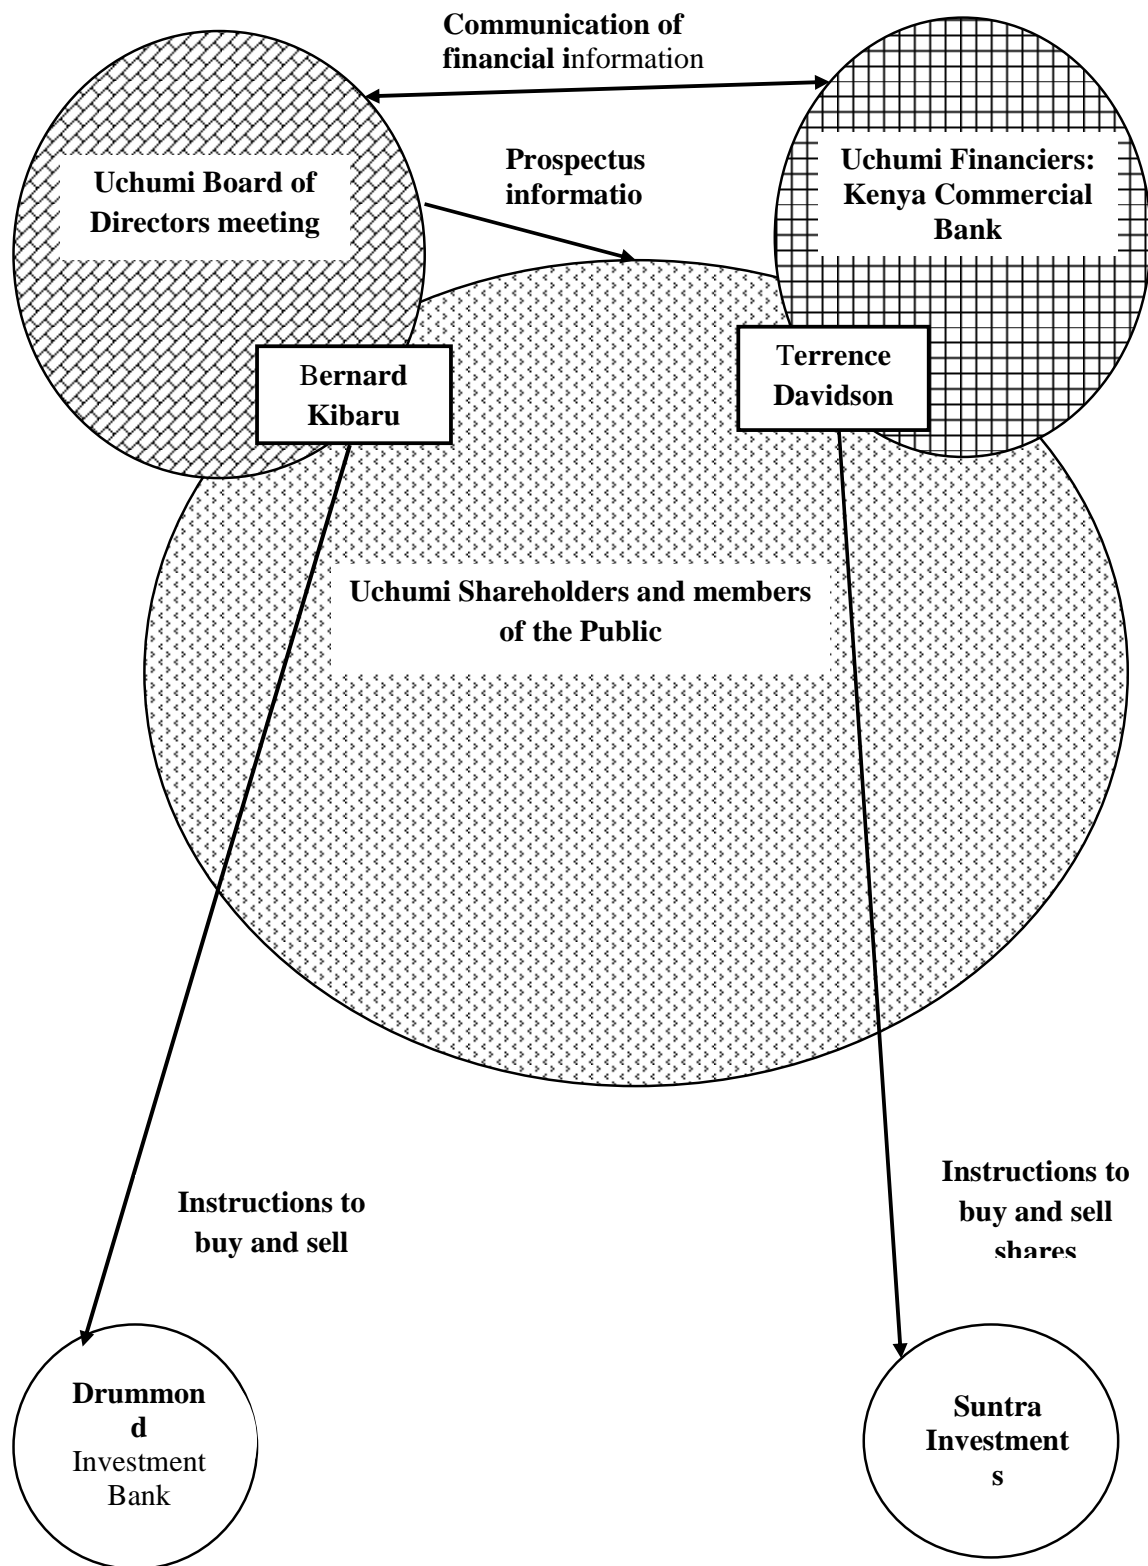 Communication of
financial information
Prospectus
informatio
Uchumi Board of
Directors meeting
Uchumi Financiers:
Kenya Commercial
Bank
Bernard
Kibaru
Terrence
Davidson
Uchumi Shareholders and members
of the Public
Instructions to
buy and sell
Instructions to
buy and sell
shares
Drummon
d
Investment
Bank
Suntra
Investment
s